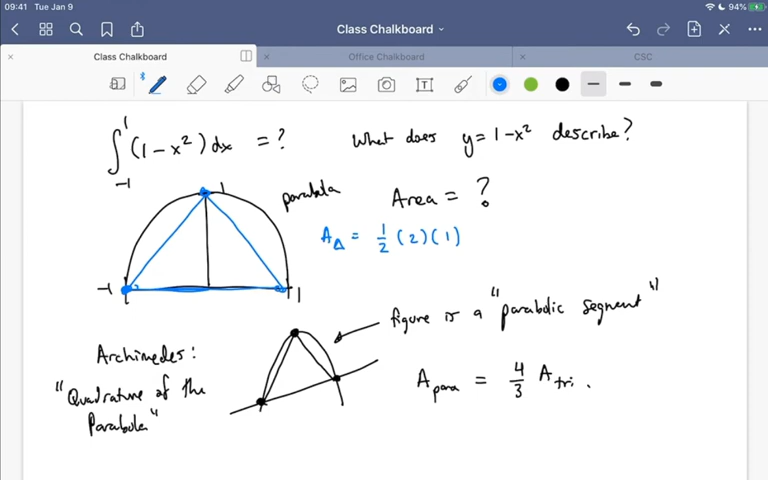 09:41 Tue Jan 9
94%
Class Chalkboard
Class Chalkboard
Office Chalkboard
CSC
∫₋₁¹ (1-x²) dx = ?
What does y = 1-x² describe?
1
parabola
Area = ?
A△ = 1/2 (2)(1)
-1
1
figure is a "parabolic segment"
Archimedes:
"Quadrature of the
Parabola"
A para = 4/3 A tri.